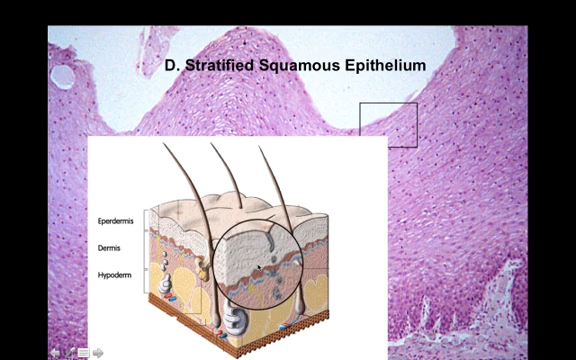 D. Stratified Squamous Epithelium
Eperdermis
Dermis
Hypoderm